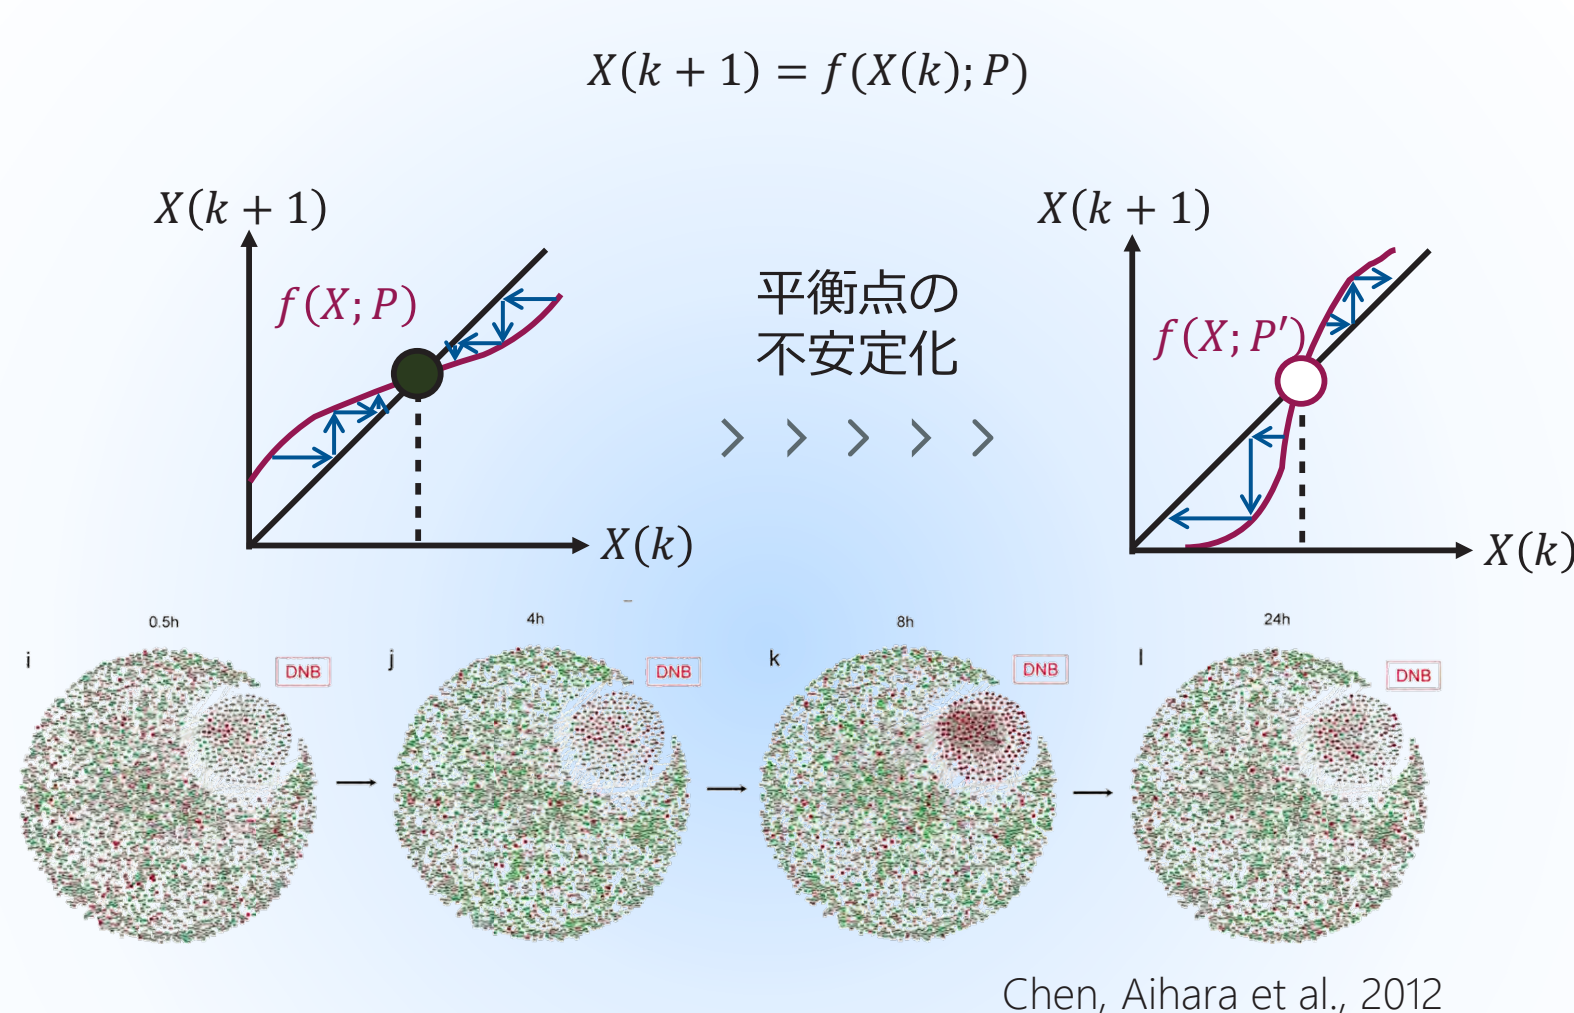 X(k + 1) = f(X(k); P)
X(k + 1)
f(X; P)
X(k)
平衡点の
不安定化
X(k + 1)
f(X; P′)
X(k)
0.5h
4h
8h
24h
i
DNB
j
DNB
k
DNB
l
DNB
Chen, Aihara et al., 2012